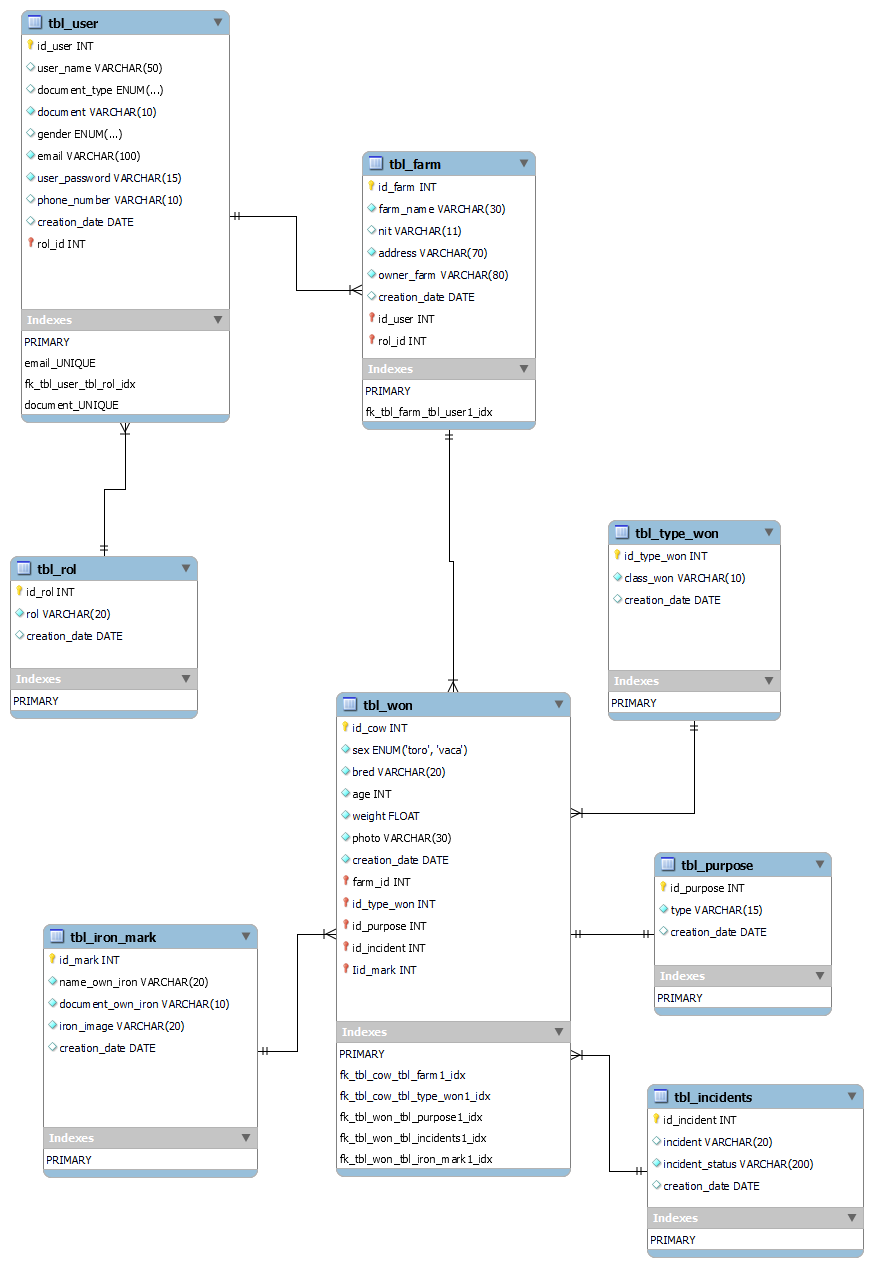 tbl_user
id_user INT
user_name VARCHAR(50)
document_type ENUM(...)
document VARCHAR(10)
gender ENUM(...)
email VARCHAR(100)
user_password VARCHAR(15)
phone_number VARCHAR(10)
creation_date DATE
rol_id INT
Indexes
PRIMARY
email_UNIQUE
fk_tbl_user_tbl_rol_idx
document_UNIQUE
tbl_farm
id_farm INT
farm_name VARCHAR(30)
nit VARCHAR(11)
address VARCHAR(70)
owner_farm VARCHAR(80)
creation_date DATE
id_user INT
rol_id INT
Indexes
PRIMARY
fk_tbl_farm_tbl_user1_idx
tbl_rol
id_rol INT
rol VARCHAR(20)
creation_date DATE
Indexes
PRIMARY
tbl_type_won
id_type_won INT
class_won VARCHAR(10)
creation_date DATE
Indexes
PRIMARY
tbl_won
id_cow INT
sex ENUM('toro', 'vaca')
bred VARCHAR(20)
age INT
weight FLOAT
photo VARCHAR(30)
creation_date DATE
farm_id INT
id_type_won INT
id_purpose INT
id_incident INT
Iid_mark INT
Indexes
PRIMARY
fk_tbl_cow_tbl_farm1_idx
fk_tbl_cow_tbl_type_won1_idx
fk_tbl_won_tbl_purpose1_idx
fk_tbl_won_tbl_incidents1_idx
fk_tbl_won_tbl_iron_mark1_idx
tbl_purpose
id_purpose INT
type VARCHAR(15)
creation_date DATE
Indexes
PRIMARY
tbl_iron_mark
id_mark INT
name_own_iron VARCHAR(20)
document_own_iron VARCHAR(10)
iron_image VARCHAR(20)
creation_date DATE
Indexes
PRIMARY
tbl_incidents
id_incident INT
incident VARCHAR(20)
incident_status VARCHAR(200)
creation_date DATE
Indexes
PRIMARY